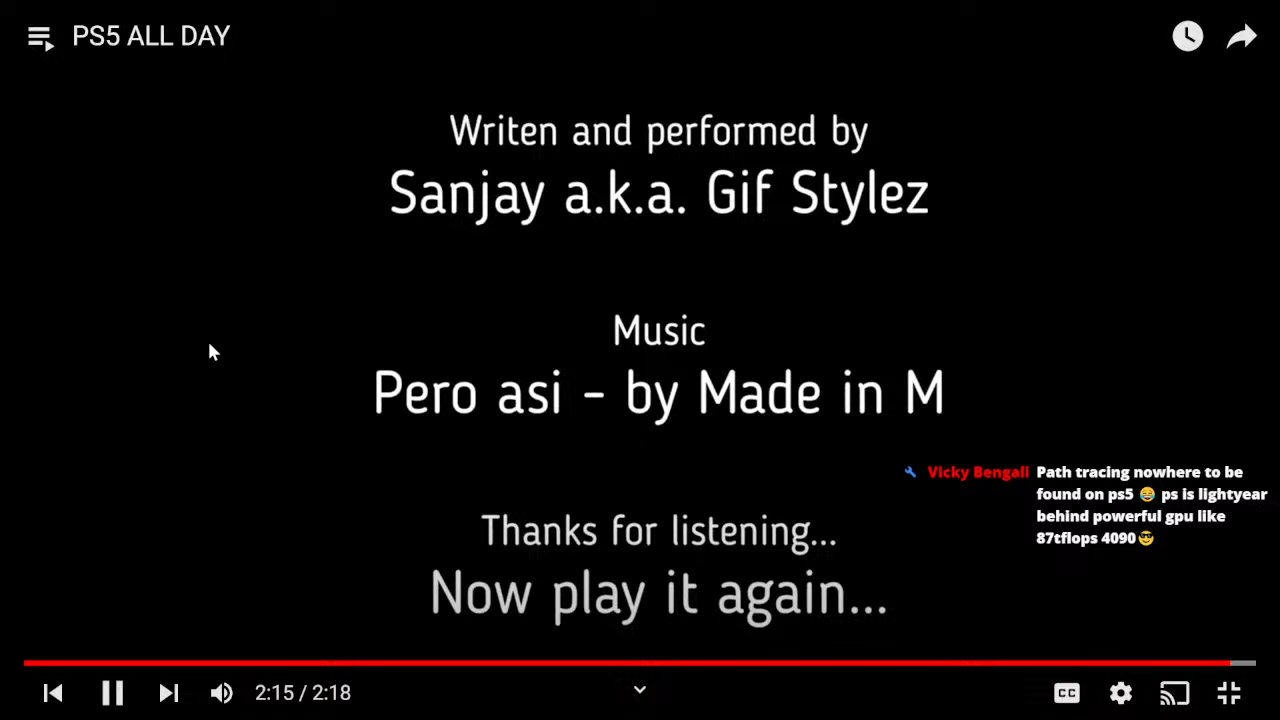 PS5 ALL DAY
Writen and performed by
Sanjay a.k.a. Gif Stylez
Music
Pero asi - by Made in M
Vicky Bengali Path tracing nowhere to be
found on ps5 😂 ps is lightyear
behind powerful gpu like
87tflops 4090😎
Thanks for listening...
Now play it again...
2:15 / 2:18
CC